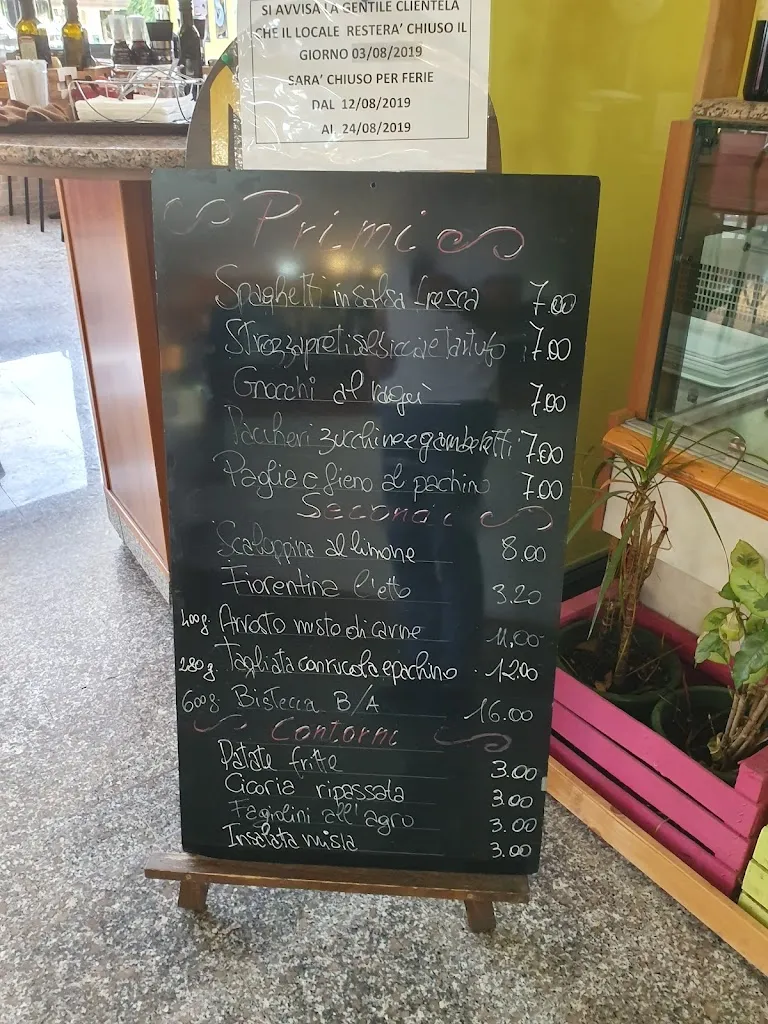 SI AVVISA LA GENTILE CLIENTELA
CHE IL LOCALE RESTERA' CHIUSO IL
GIORNO 03/08/2019
SARA' CHIUSO PER FERIE
DAL 12/08/2019
AL 24/08/2019
Primi
Spaghetti in salsa fresca 7.00
Strozzapreti salsiccia e tartufo 7.00
Gnocchi al ragù 7.00
Paccheri zucchine e gamberetti 7.00
Paglia e fieno al pachino 7.00
Secondi
Scaloppina al limone 8.00
Fiorentina l'etto 3.20
400g. Arrosto misto di carne 11,00
280g. Tagliata con rucola e pachino 12.00
600g Bistecca B/A 16.00
Contorni
Patate fritte 3.00
Cicoria ripassata 3.00
Fagiolini all'agro 3.00
Insalata mista 3.00